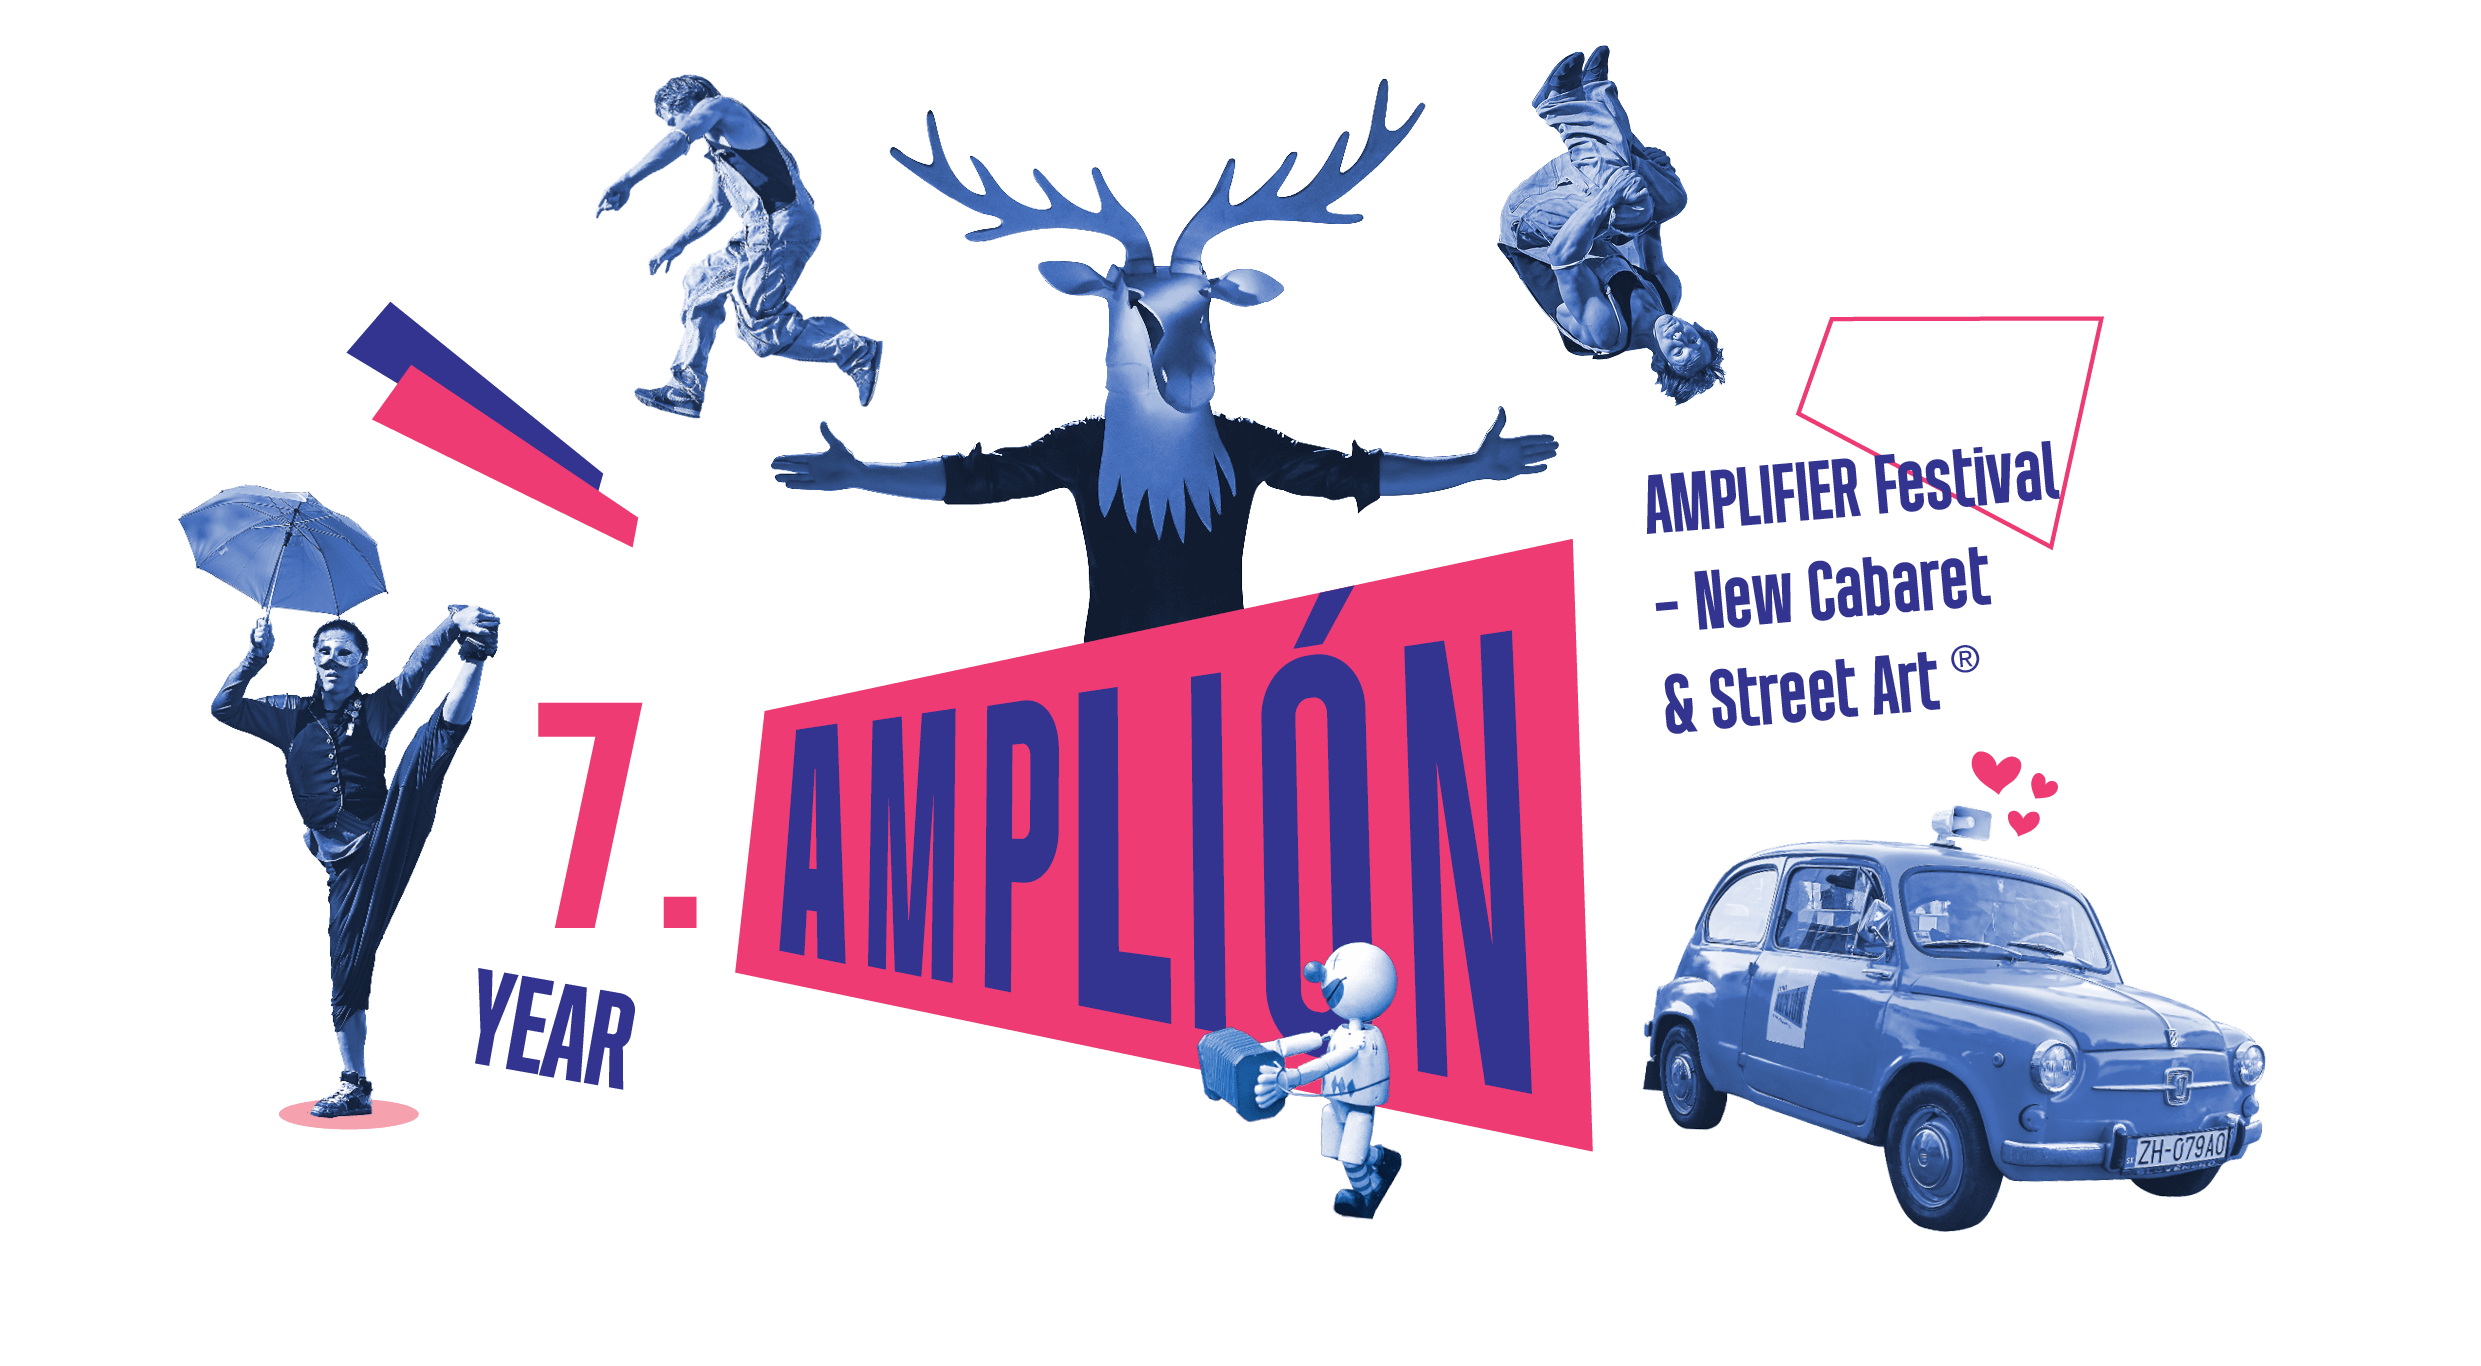 7.
YEAR
AMPLIÓN
AMPLIFIER Festival
- New Cabaret
& Street Art ®
ZH-079AO